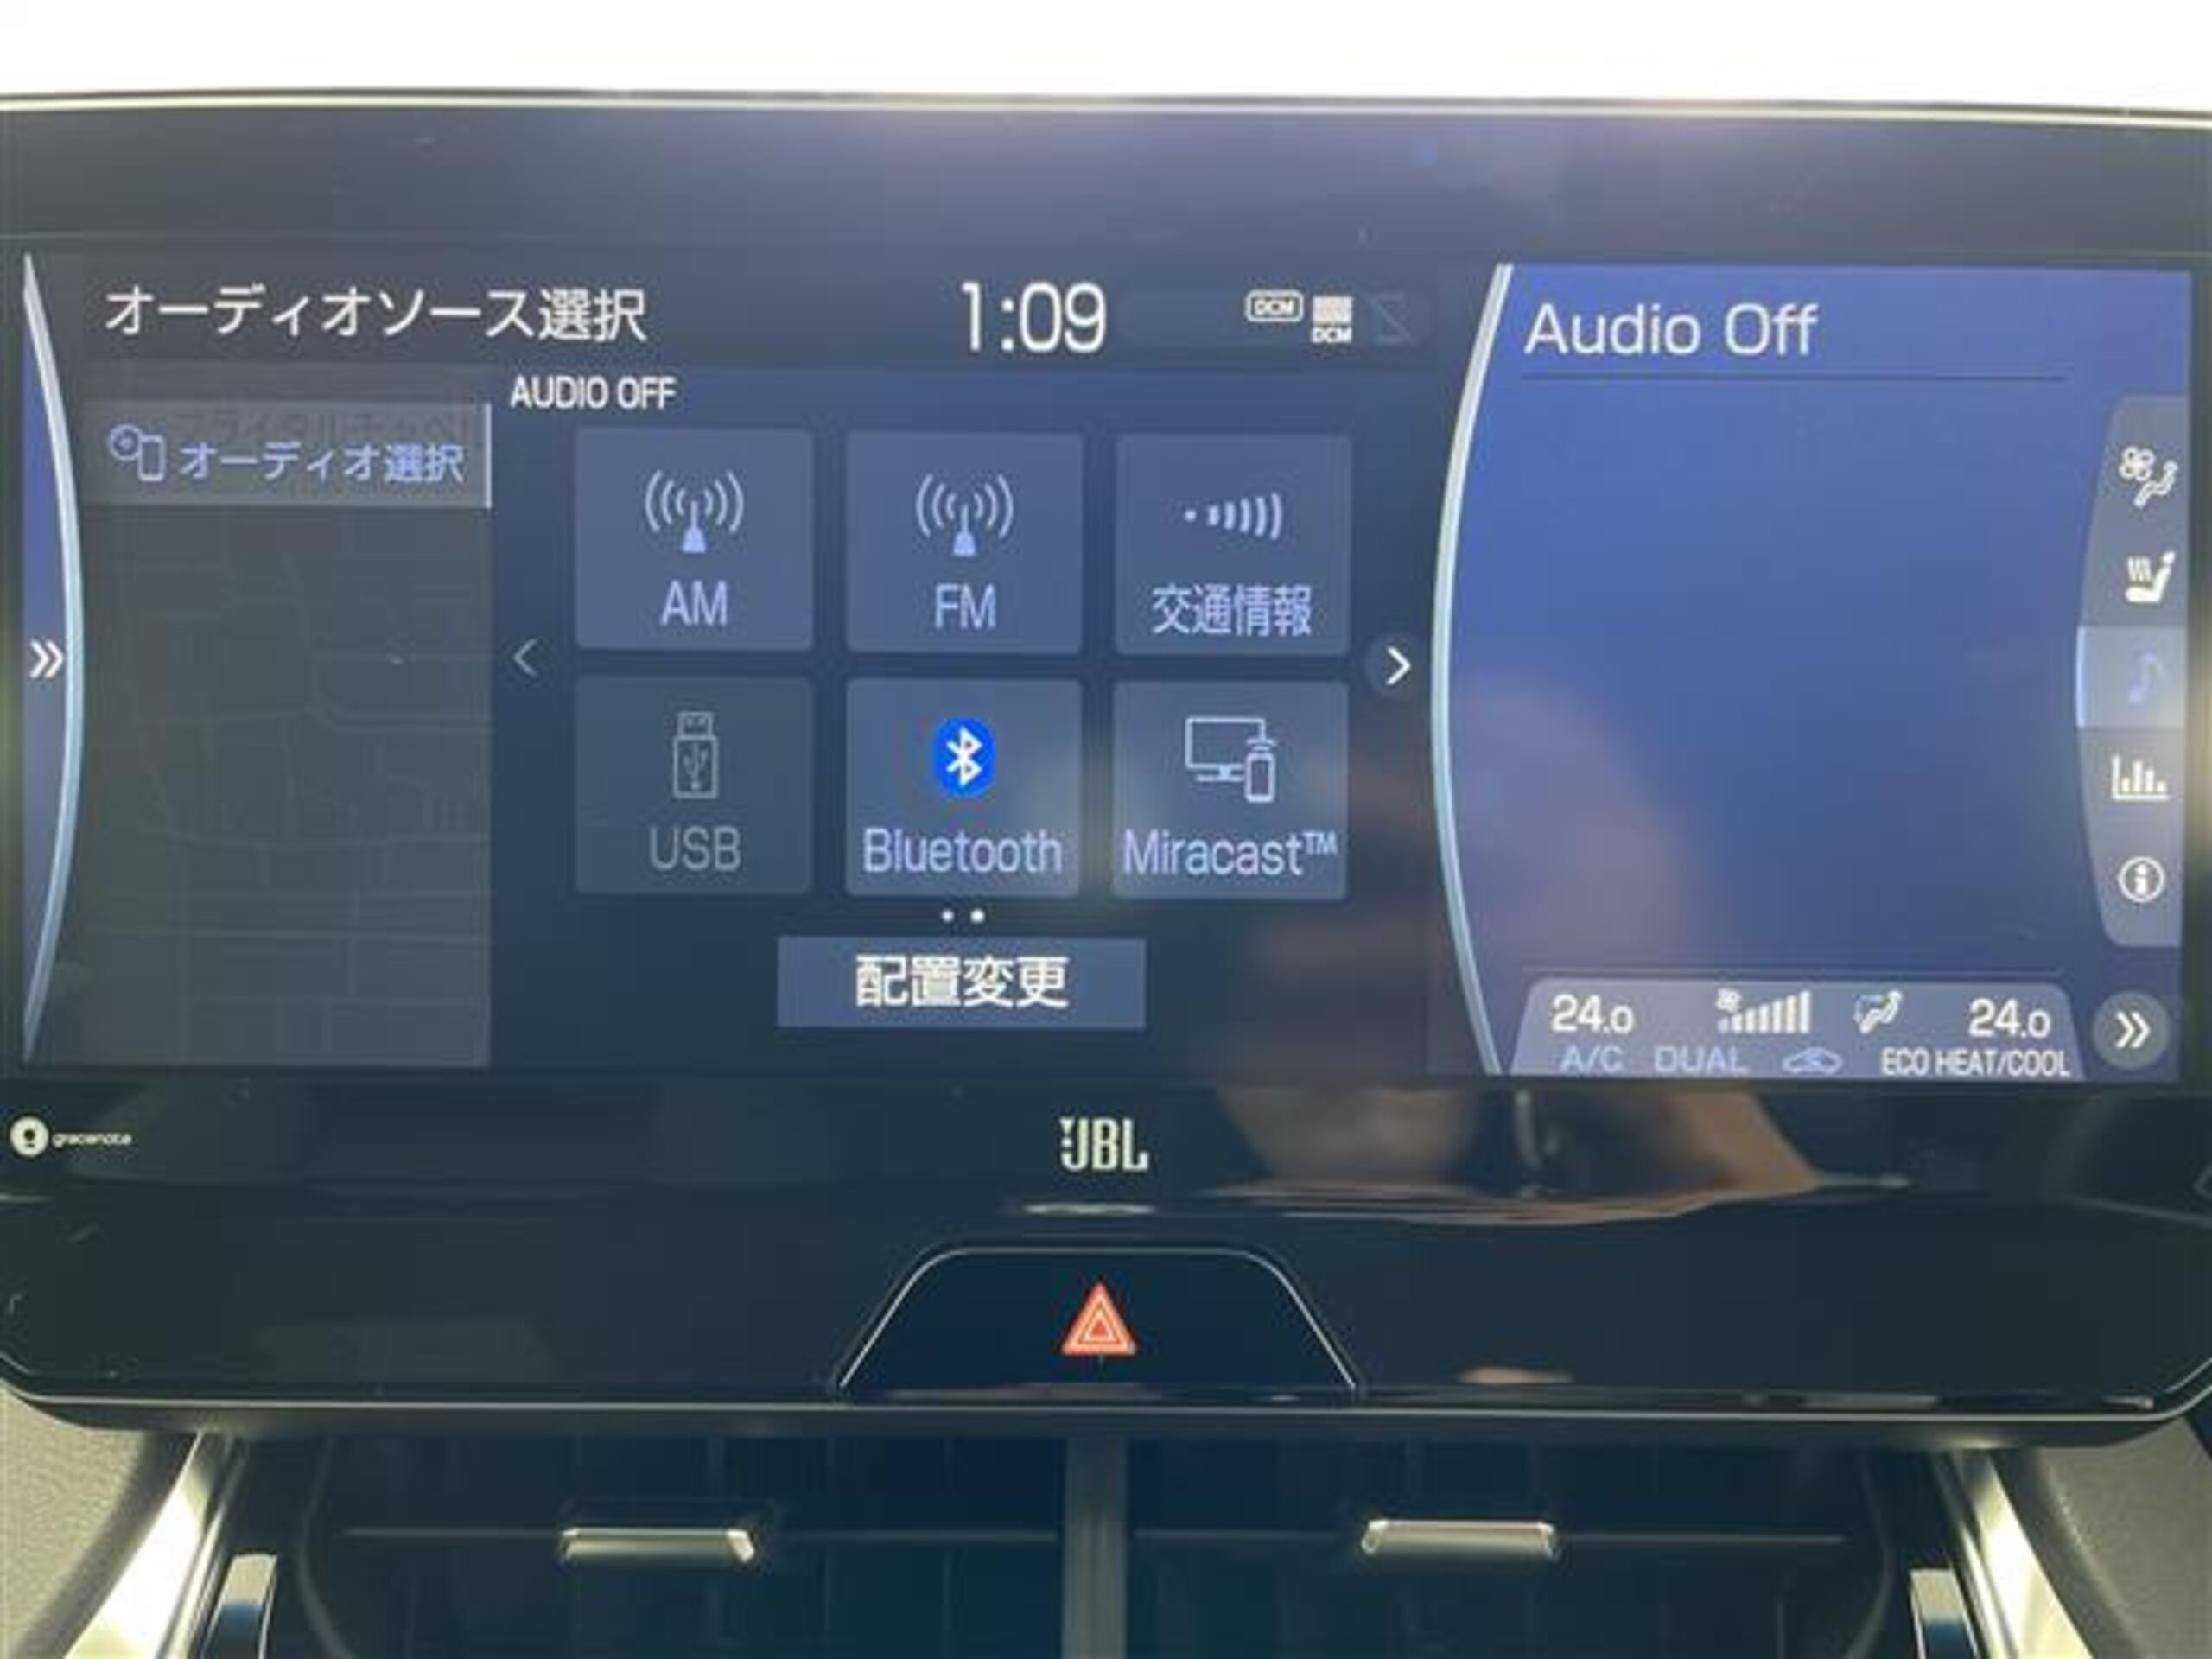 オーディオソース選択
1:09
DCM
DCM
Audio Off
AUDIO OFF
オーディオ選択
AM
FM
交通情報
USB
Bluetooth
Miracast™
配置変更
24.0
24.0
A/C DUAL ECO HEAT/COOL
gracenote
JBL